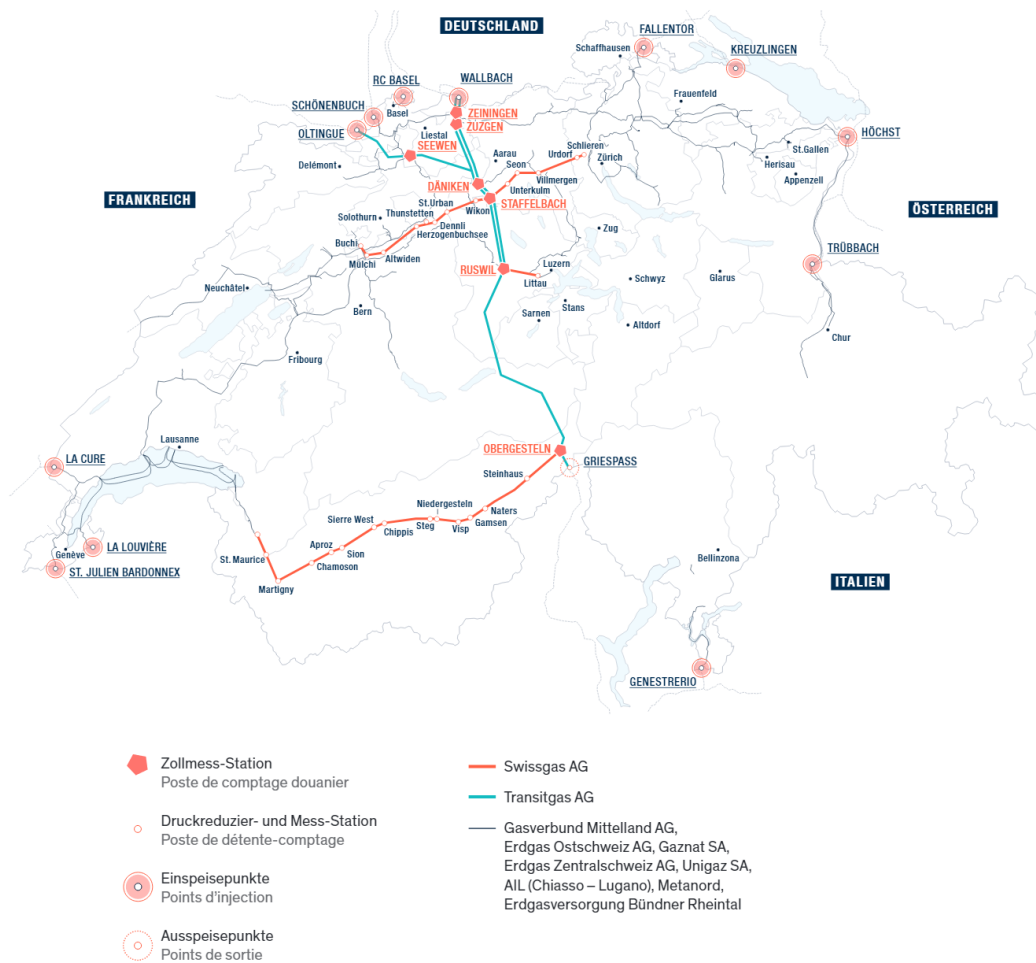 DEUTSCHLAND
FALLENTOR
Schaffhausen
KREUZLINGEN
RC BASEL
WALLBACH
SCHÖNENBUCH
Basel
ZEININGEN
Frauenfeld
OLTINGUE
ZUZGEN
HÖCHST
Liestal
SEEWEN
Schlieren
St.Gallen
Delémont
Aarau
Urdorf
Zürich
Herisau
Seon
Appenzell
Villmergen
DÄNIKEN
Unterkulm
FRANKREICH
St.Urban
STAFFELBACH
ÖSTERREICH
Thunstetten
Wikon
Solothurn
Dennli
Herzogenbuchsee
Zug
Buchi
Altwiden
TRÜBBACH
Mülchi
Luzern
RUSWIL
Littau
Schwyz
Glarus
Neuchâtel
Bern
Stans
Sarnen
Altdorf
Chur
Fribourg
Lausanne
OBERGESTELN
LA CURE
GRIESPASS
Steinhaus
Niedergesteln
Naters
Sierre West
Gamsen
Chippis
Steg
Visp
Aproz
Sion
LA LOUVIÈRE
Genève
St. Maurice
Chamoson
Bellinzona
ST. JULIEN BARDONNEX
Martigny
ITALIEN
GENESTRERIO
Zollmess-Station
Poste de comptage douanier
Druckreduzier- und Mess-Station
Poste de détente-comptage
Einspeisepunkte
Points d'injection
Ausspeisepunkte
Points de sortie
Swissgas AG
Transitgas AG
Gasverbund Mittelland AG,
Erdgas Ostschweiz AG, Gaznat SA,
Erdgas Zentralschweiz AG, Unigaz SA,
AIL (Chiasso – Lugano), Metanord,
Erdgasversorgung Bündner Rheintal